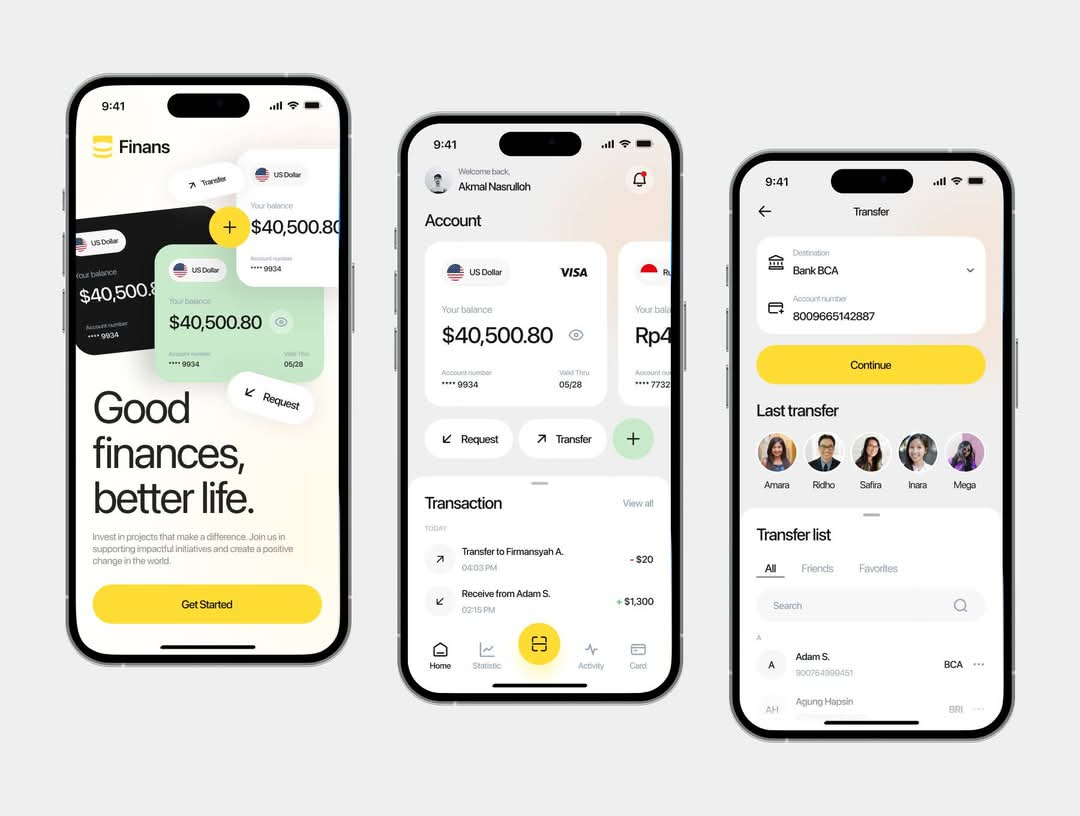 9:41
Finans
Transfer
US Dollar
Your balance
$40,500.80
Account number
•••• 9934
US Dollar
Your balance
$40,500.8
Account number
•••• 9934
US Dollar
Your balance
$40,500.80
Account number
Valid Thru
•••• 9934
05/28
Request
Good
finances,
better life.
Invest in projects that make a difference. Join us in
supporting impactful initiatives and create a positive
change in the world.
Get Started
9:41
Welcome back,
Akmal Nasrulloh
Account
US Dollar
VISA
Your balance
$40,500.80
Account number
Valid Thru
•••• 9934
05/28
Ru
Your bala
Rp4
Account num
•••• 7732
Request
Transfer
Transaction
View all
TODAY
Transfer to Firmansyah A.
- $20
04:03 PM
Receive from Adam S.
+ $1,300
02:15 PM
Home
Statistic
Activity
Card
9:41
Transfer
Destination
Bank BCA
Account number
8009665142887
Continue
Last transfer
Amara
Ridho
Safira
Inara
Mega
Transfer list
All
Friends
Favorites
Search
A
A
Adam S.
900764999451
BCA
AH
Agung Hapsin
BRI